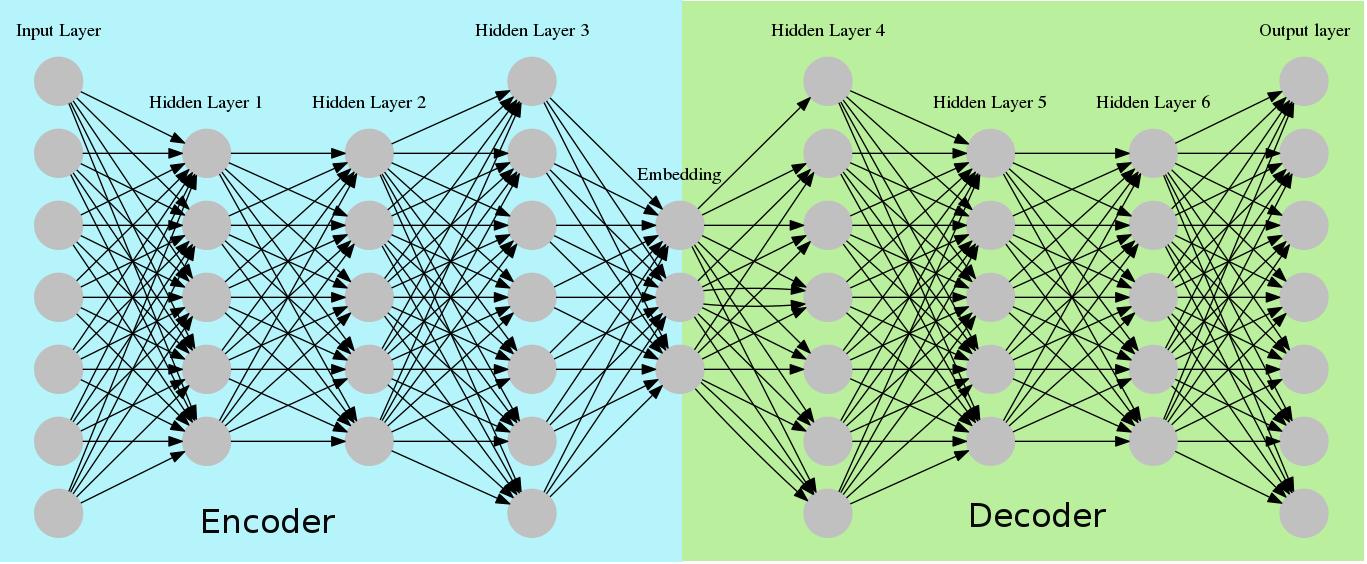 Input Layer
Hidden Layer 3
Hidden Layer 4
Output layer
Hidden Layer 1
Hidden Layer 2
Hidden Layer 5
Hidden Layer 6
Embedding
Encoder
Decoder